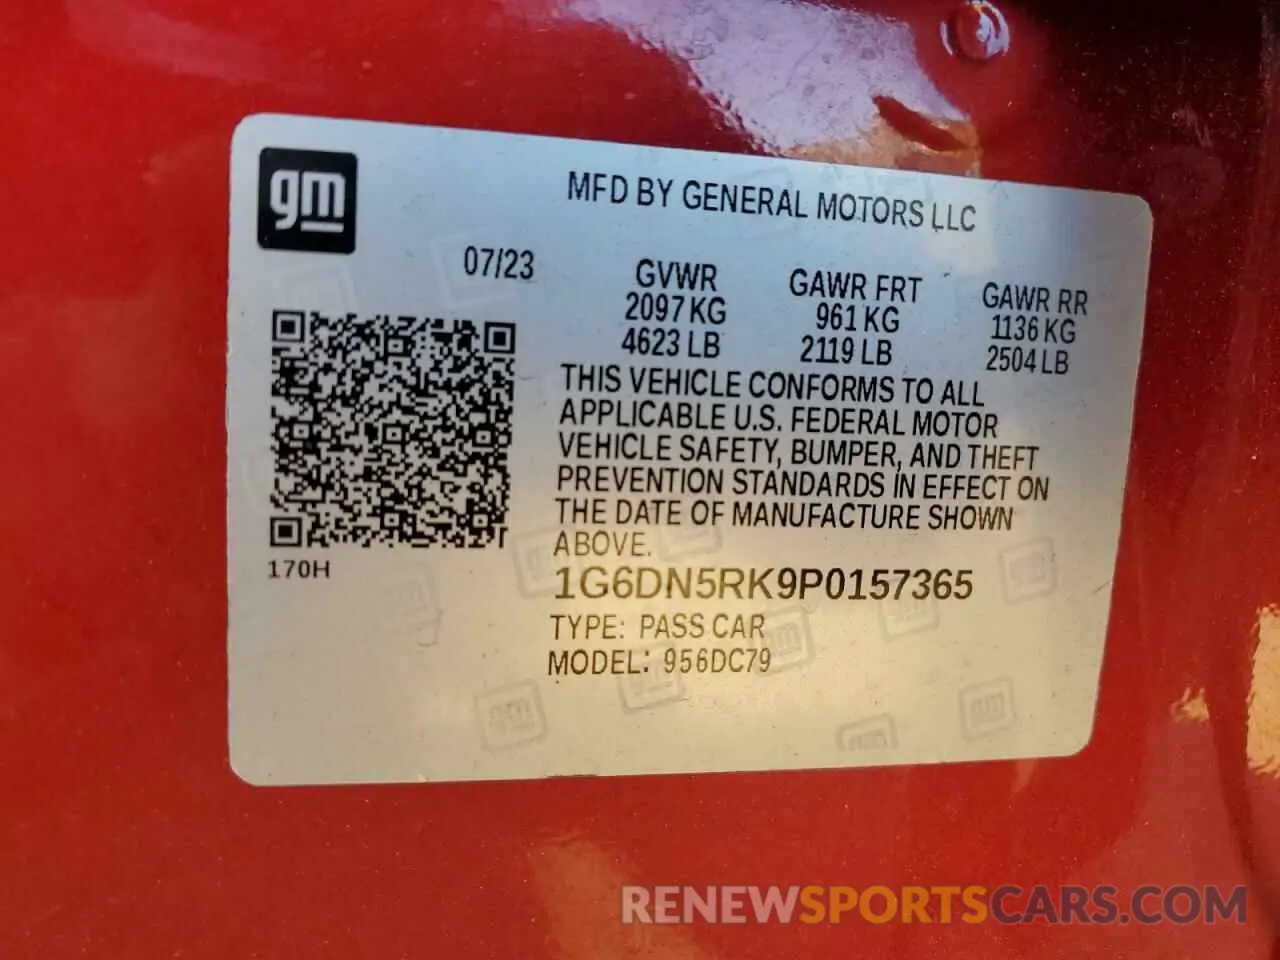 gm
MFD BY GENERAL MOTORS LLC
07/23
GVWR GAWR FRT GAWR RR
2097 KG 961 KG 1136 KG
4623 LB 2119 LB 2504 LB
THIS VEHICLE CONFORMS TO ALL
APPLICABLE U.S. FEDERAL MOTOR
VEHICLE SAFETY, BUMPER, AND THEFT
PREVENTION STANDARDS IN EFFECT ON
THE DATE OF MANUFACTURE SHOWN
ABOVE.
170H
1G6DN5RK9P0157365
TYPE: PASS CAR
MODEL: 956DC79
RENEWSPORTSCARS.COM